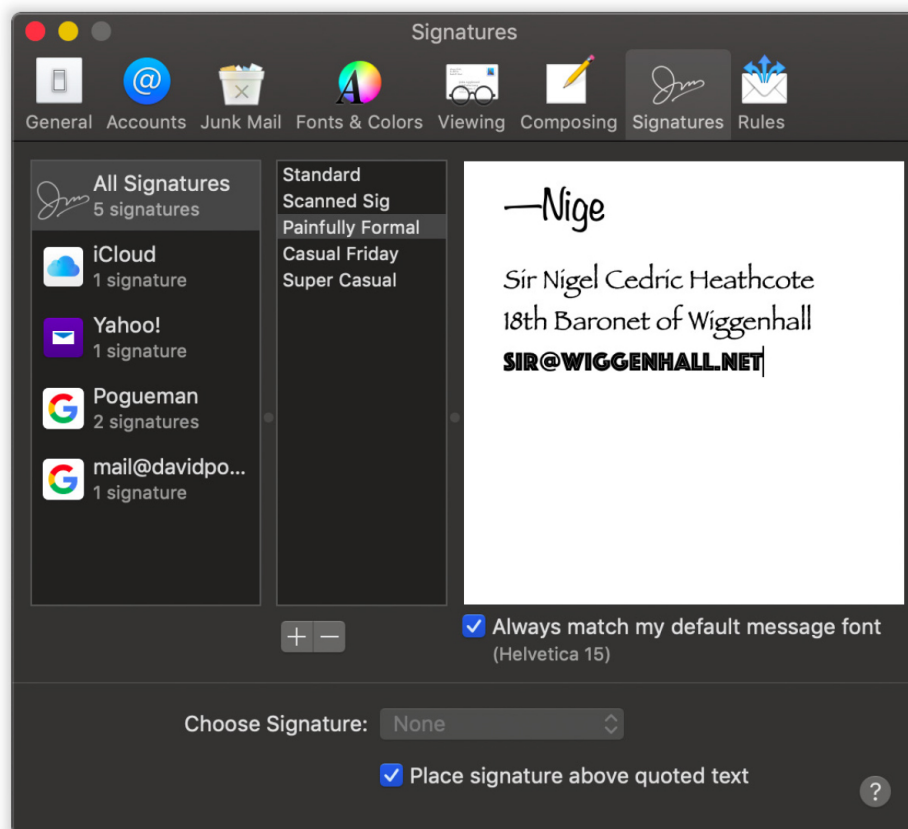 Signatures
General Accounts Junk Mail Fonts & Colors Viewing Composing Signatures Rules
All Signatures
5 signatures
iCloud
1 signature
Yahoo!
1 signature
Pogueman
2 signatures
mail@davidpo...
1 signature
Standard
Scanned Sig
Painfully Formal
Casual Friday
Super Casual
—Nige
Sir Nigel Cedric Heathcote
18th Baronet of Wiggenhall
SIR@WIGGENHALL.NET
+ −
Always match my default message font
(Helvetica 15)
Choose Signature: None
Place signature above quoted text
?